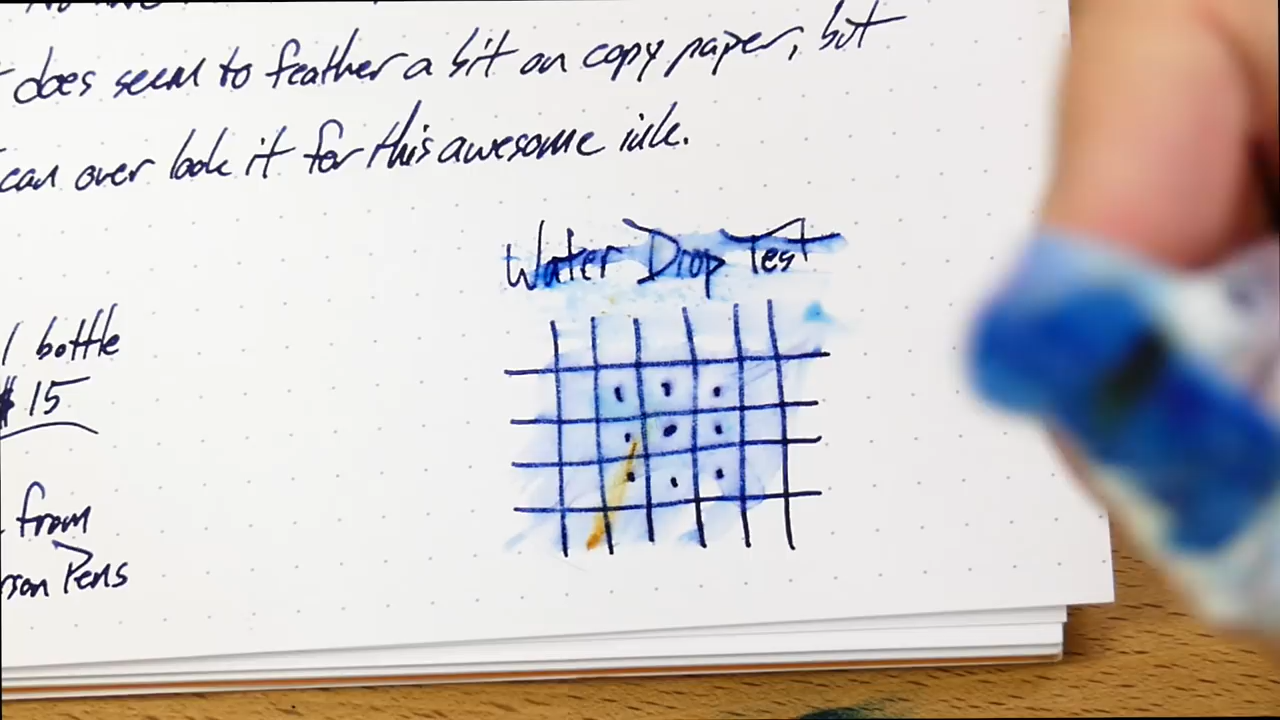 does seem to feather a bit on copy paper, but
can over look it for this awesome ink.
Water Drop Test
bottle
$15
from
Pens